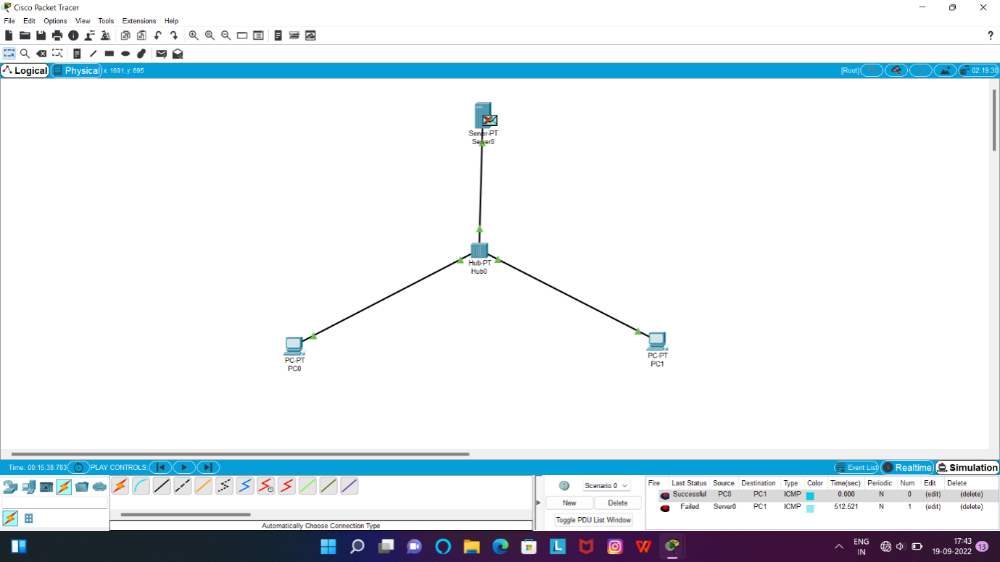 Cisco Packet Tracer
File Edit Options View Tools Extensions Help
?
Logical Physical x: 1691, y: 695 [Root] 02:19:30
Server-PT
Server0
Hub-PT
Hub0
PC-PT
PC0
PC-PT
PC1
Time: 00:15:38.783 PLAY CONTROLS: Event List Realtime Simulation
Scenario 0
New Delete
Toggle PDU List Window
Fire Last Status Source Destination Type Color Time(sec) Periodic Num Edit Delete
Successful PC0 PC1 ICMP 0.000 N 0 (edit) (delete)
Failed Server0 PC1 ICMP 512.521 N 1 (edit) (delete)
Automatically Choose Connection Type
L
W
ENG
IN
17:43
19-09-2022
13